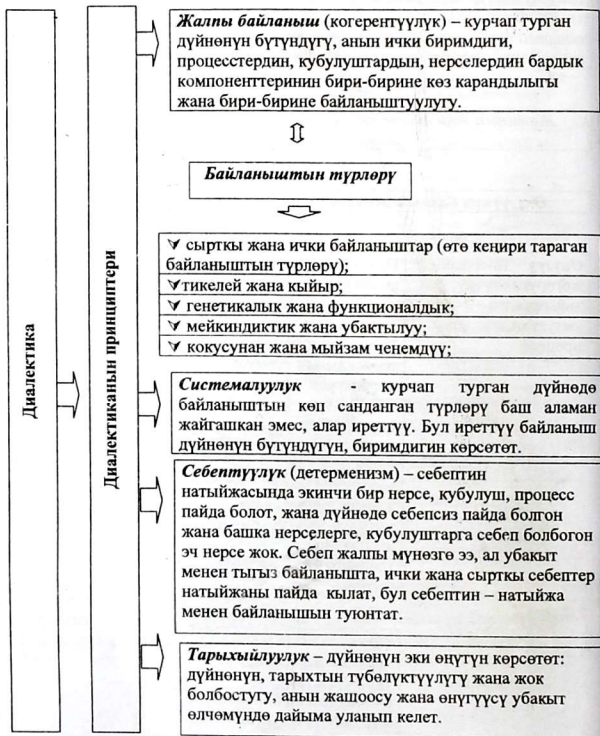 Диалектика
Диалектиканын принциптери
Жалпы байланыш (когерентүүлүк) – курчап турган
дүйнөнүн бүтүндүгү, анын ички биримдиги,
процесстердин, кубулуштардын, нерселердин бардык
компоненттеринин бири-бирине көз карандылыгы
жана бири-бирине байланыштуулугу.
Байланыштын түрлөрү
сырткы жана ички байланыштар (өтө кеңири тараган
байланыштын түрлөрү);
тикелей жана кыйыр;
генетикалык жана функционалдык;
мейкиндиктик жана убактылуу;
кокусунан жана мыйзам ченемдүү;
Системалуулук - курчап турган дүйнөдө
байланыштын көп сандаган түрлөрү баш аламан
жайгашкан эмес, алар иреттүү. Бул иреттүү байланыш
дүйнөнүн бүтүндүгүн, биримдигин көрсөтөт.
Себептүүлүк (детерменизм) – себептин
натыйжасында экинчи бир нерсе, кубулуш, процесс
пайда болот, жана дүйнөдө себепсиз пайда болгон
жана башка нерселерге, кубулуштарга себеп болбогон
эч нерсе жок. Себеп жалпы мүнөзгө ээ, ал убакыт
менен тыгыз байланышта, ички жана сырткы себептер
натыйжаны пайда кылат, бул себептин – натыйжа
менен байланышын туюнтат.
Тарыхыйлуулук – дүйнөнүн эки өңүтүн көрсөтөт:
дүйнөнүн, тарыхтын түбөлүктүүлүгү жана жок
болбостугу, анын жашоосу жана өнүгүүсү убакыт
өлчөмүндө дайыма уланып келет.